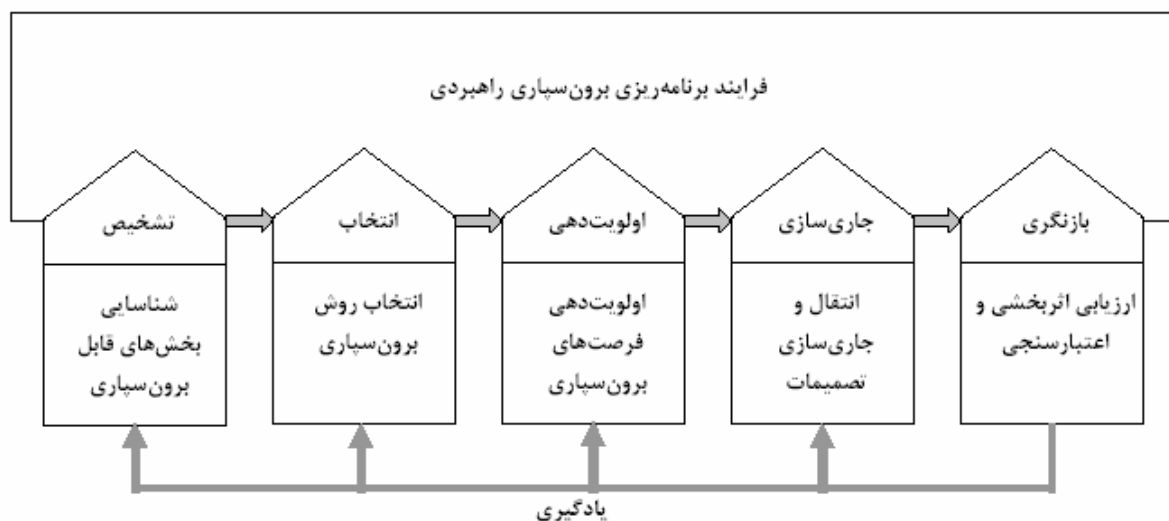 فرایند برنامه‌ریزی برون‌سپاری راهبردی
تشخیص
شناسایی
بخش‌های قابل
برون‌سپاری
انتخاب
انتخاب روش
برون‌سپاری
اولویت‌دهی
اولویت‌دهی
فرصت‌های
برون‌سپاری
جاری‌سازی
انتقال و
جاری‌سازی
تصمیمات
بازنگری
ارزیابی اثربخشی و
اعتبارسنجی
یادگیری